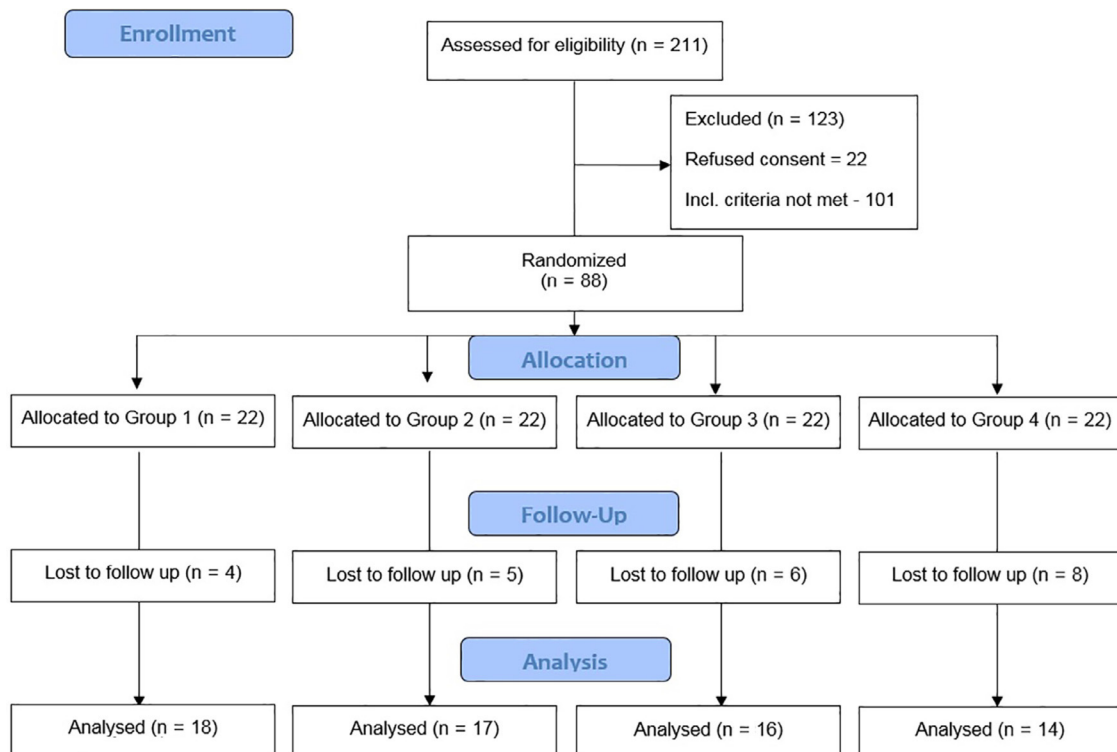 Enrollment
Assessed for eligibility (n = 211)
Excluded (n = 123)
Refused consent = 22
Incl. criteria not met - 101
Randomized
(n = 88)
Allocation
Allocated to Group 1 (n = 22)
Allocated to Group 2 (n = 22)
Allocated to Group 3 (n = 22)
Allocated to Group 4 (n = 22)
Follow-Up
Lost to follow up (n = 4)
Lost to follow up (n = 5)
Lost to follow up (n = 6)
Lost to follow up (n = 8)
Analysis
Analysed (n = 18)
Analysed (n = 17)
Analysed (n = 16)
Analysed (n = 14)